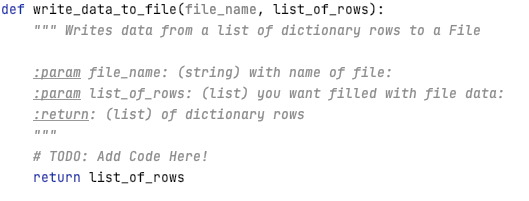 def write_data_to_file(file_name, list_of_rows):
    """ Writes data from a list of dictionary rows to a File

    :param file_name: (string) with name of file:
    :param list_of_rows: (list) you want filled with file data:
    :return: (list) of dictionary rows
    """
    # TODO: Add Code Here!
    return list_of_rows